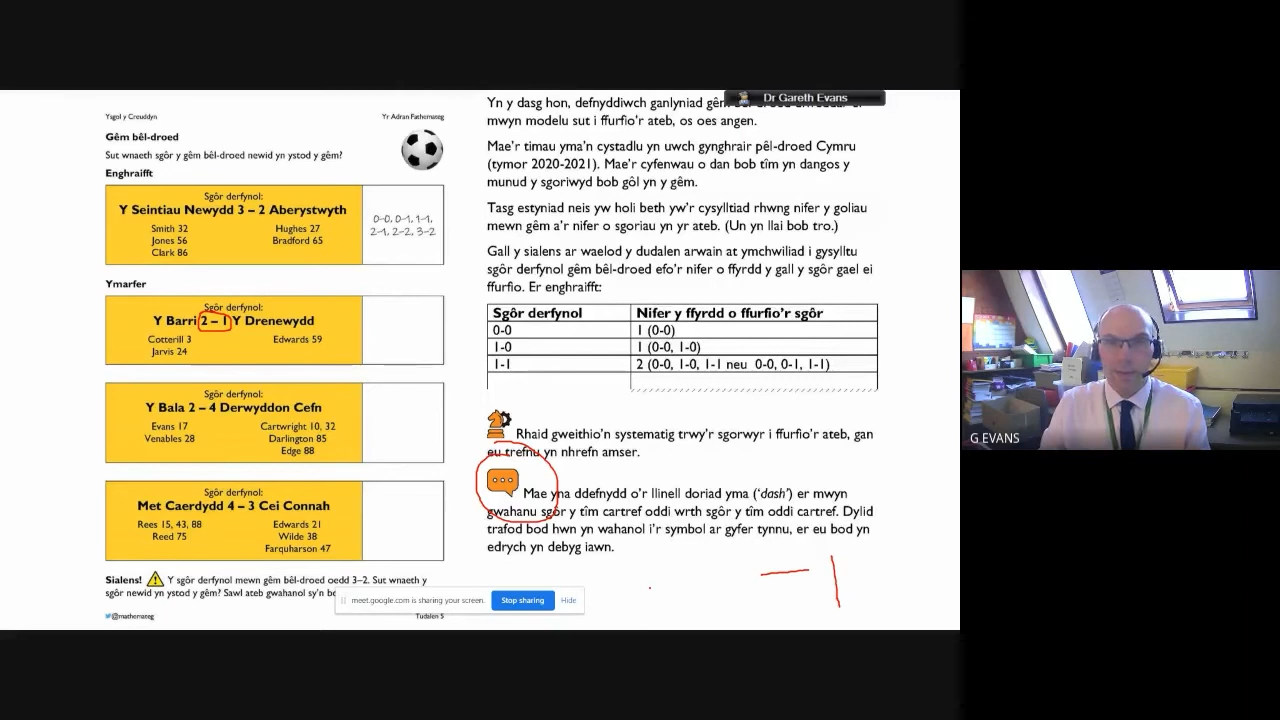 Ysgol y Creuddyn
Yr Adran Fathemateg
Gêm bêl-droed
Sut wnaeth sgôr y gêm bêl-droed newid yn ystod y gêm?
Enghraifft
Sgôr derfynol:
Y Seintiau Newydd 3 – 2 Aberystwyth
Smith 32
Hughes 27
Jones 56
Bradford 65
Clark 86
0-0, 0-1, 1-1,
2-1, 2-2, 3-2
Ymarfer
Sgôr derfynol:
Y Barri 2 – 1 Y Drenewydd
Cotterill 3
Edwards 59
Jarvis 24
Sgôr derfynol:
Y Bala 2 – 4 Derwyddon Cefn
Evans 17
Cartwright 10, 32
Venables 28
Darlington 85
Edge 88
Sgôr derfynol:
Met Caerdydd 4 – 3 Cei Connah
Rees 15, 43, 88
Edwards 21
Reed 75
Wilde 38
Farquharson 47
Sialens! Y sgôr derfynol mewn gêm bêl-droed oedd 3–2. Sut wnaeth y
sgôr newid yn ystod y gêm? Sawl ateb gwahanol sy'n
@mathemateg
Tudalen 5
Dr Gareth Evans
Yn y dasg hon, defnyddiwch ganlyniad gêm
mwyn modelu sut i ffurfio'r ateb, os oes angen.
Mae'r timau yma'n cystadlu yn uwch gynghrair pêl-droed Cymru
(tymor 2020-2021). Mae'r cyfenwau o dan bob tîm yn dangos y
munud y sgoriwyd bob gôl yn y gêm.
Tasg estyniad neis yw holi beth yw'r cysylltiad rhwng nifer y goliau
mewn gêm a'r nifer o sgoriau yn yr ateb. (Un yn llai bob tro.)
Gall y sialens ar waelod y dudalen arwain at ymchwiliad i gysylltu
sgôr derfynol gêm bêl-droed efo'r nifer o ffyrdd y gall y sgôr gael ei
ffurfio. Er enghraifft:
Sgôr derfynol
Nifer y ffyrdd o ffurfio'r sgôr
0-0
1 (0-0)
1-0
1 (0-0, 1-0)
1-1
2 (0-0, 1-0, 1-1 neu 0-0, 0-1, 1-1)
Rhaid gweithio'n systematig trwy'r sgorwyr i ffurfio'r ateb, gan
eu trefnu yn nhrefn amser.
Mae yna ddefnydd o'r llinell doriad yma ('dash') er mwyn
gwahanu sgôr y tîm cartref oddi wrth sgôr y tîm oddi cartref. Dylid
trafod bod hwn yn wahanol i'r symbol ar gyfer tynnu, er eu bod yn
edrych yn debyg iawn.
– 1
meet.google.com is sharing your screen.
Stop sharing
Hide
G EVANS